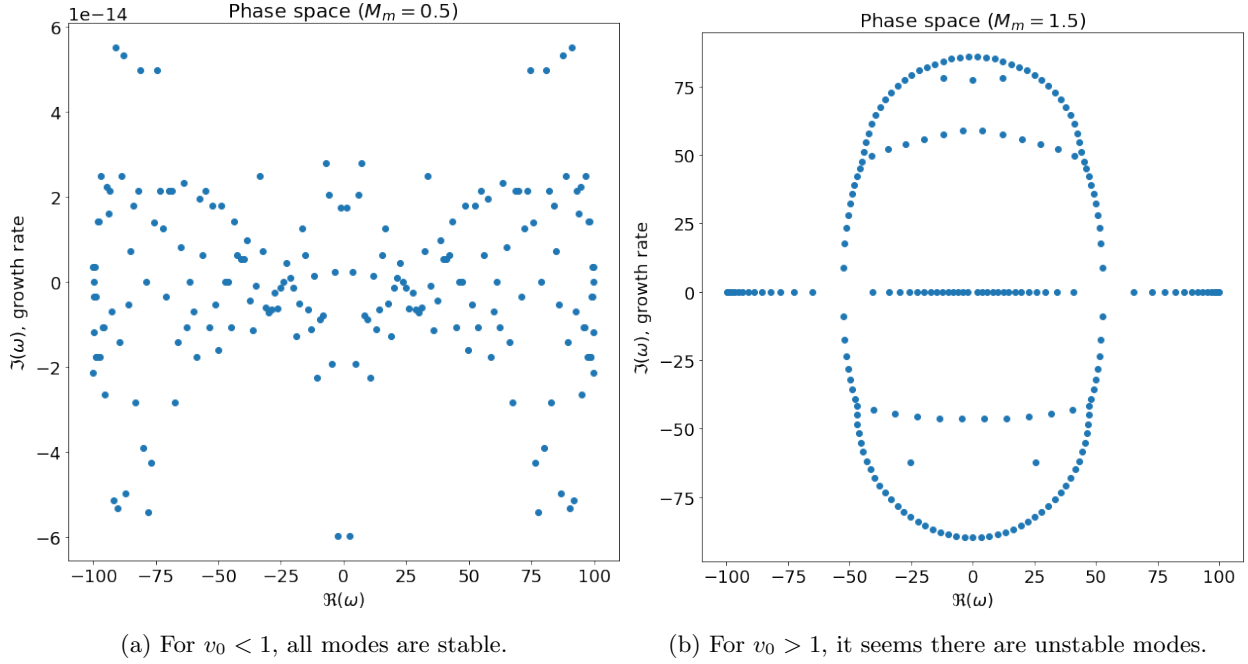 Phase space (M_m = 0.5)
1e−14
6
4
2
0
−2
−4
−6
ℑ(ω), growth rate
−100 −75 −50 −25 0 25 50 75 100
ℜ(ω)
(a) For v_0 < 1, all modes are stable.
Phase space (M_m = 1.5)
75
50
25
0
−25
−50
−75
ℑ(ω), growth rate
−100 −75 −50 −25 0 25 50 75 100
ℜ(ω)
(b) For v_0 > 1, it seems there are unstable modes.